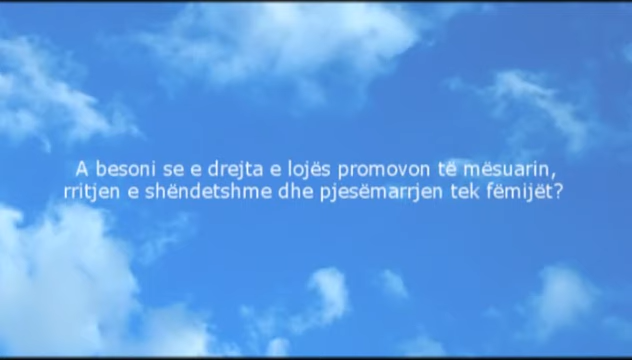 A besoni se e drejta e lojës promovon të mësuarin,
rritjen e shëndetshme dhe pjesëmarrjen tek fëmijët?